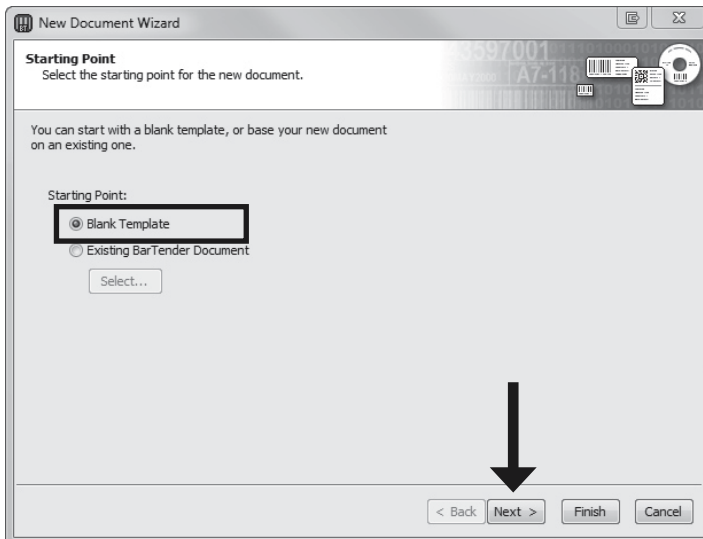 New Document Wizard
Starting Point
Select the starting point for the new document.
A7-118
You can start with a blank template, or base your new document
on an existing one.
Starting Point:
Blank Template
Existing BarTender Document
Select...
< Back
Next >
Finish
Cancel